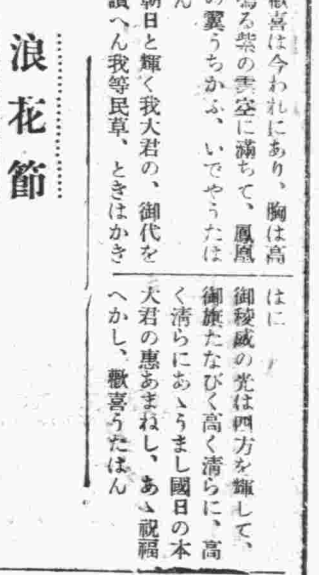 歡喜は今われにあり、胸は高
鳴る紫の雲空に滿ちて、鳳凰
の翼うちかふ、いでやうたは
ん
朝日と輝く我大君の、御代を
讃へん我等民草、ときはかき
はに
御稜威の光は四方を輝して、
御旗たなびく高く淸らに、高
く淸らにあゝうまし國日の本
大君の惠あまねし、あゝ祝福
へかし、歡喜うたはん
浪花節